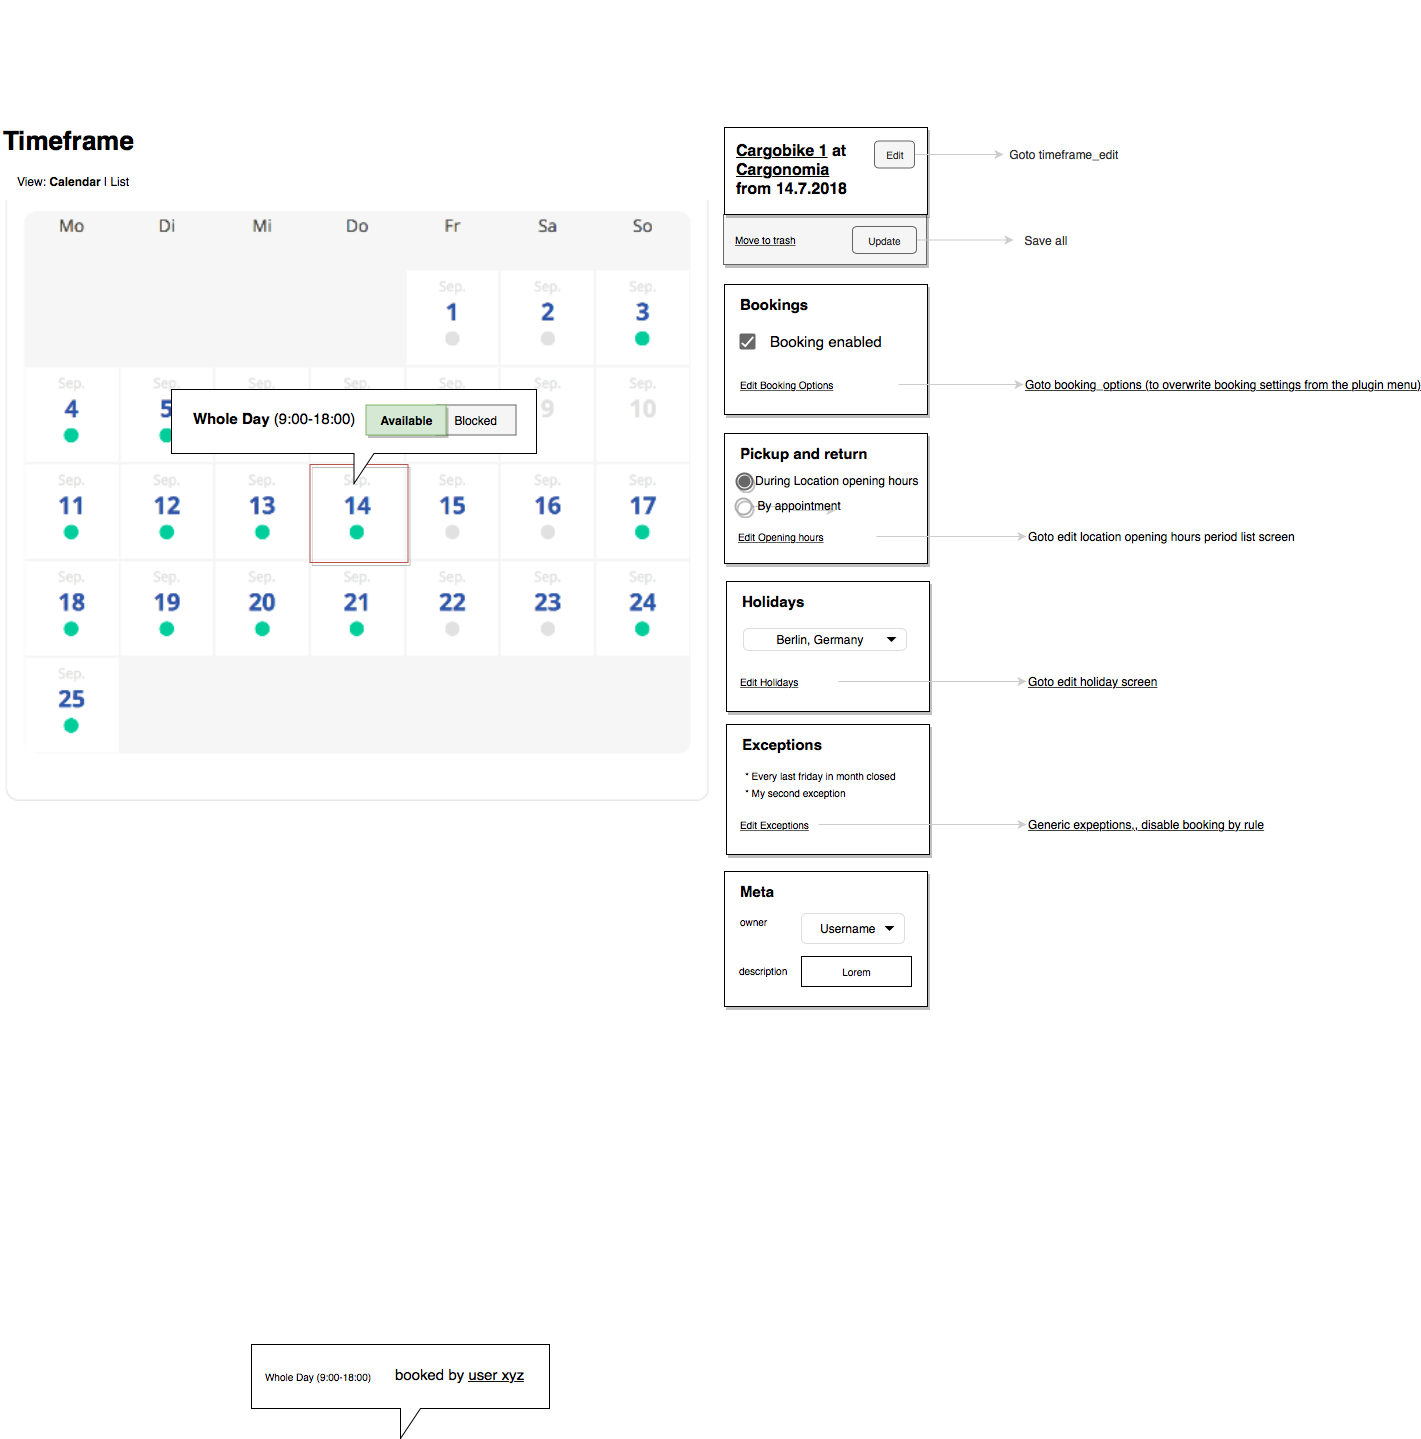 Timeframe
View: Calendar | List
Mo Di Mi Do Fr Sa So
Sep. Sep. Sep.
1 2 3
Sep. Sep. Sep. Sep. Sep. Sep. Sep.
4 5 9 10
Whole Day (9:00-18:00) Available Blocked
Sep. Sep. Sep. Sep. Sep. Sep. Sep.
11 12 13 14 15 16 17
Sep. Sep. Sep. Sep. Sep. Sep. Sep.
18 19 20 21 22 23 24
Sep.
25
Cargobike 1 at
Cargonomia
from 14.7.2018
Edit
Goto timeframe_edit
Move to trash
Update
Save all
Bookings
Booking enabled
Edit Booking Options
Goto booking_options (to overwrite booking settings from the plugin menu)
Pickup and return
During Location opening hours
By appointment
Edit Opening hours
Goto edit location opening hours period list screen
Holidays
Berlin, Germany
Edit Holidays
Goto edit holiday screen
Exceptions
* Every last friday in month closed
* My second exception
Edit Exceptions
Generic expeptions,, disable booking by rule
Meta
owner
Username
description
Lorem
Whole Day (9:00-18:00) booked by user xyz